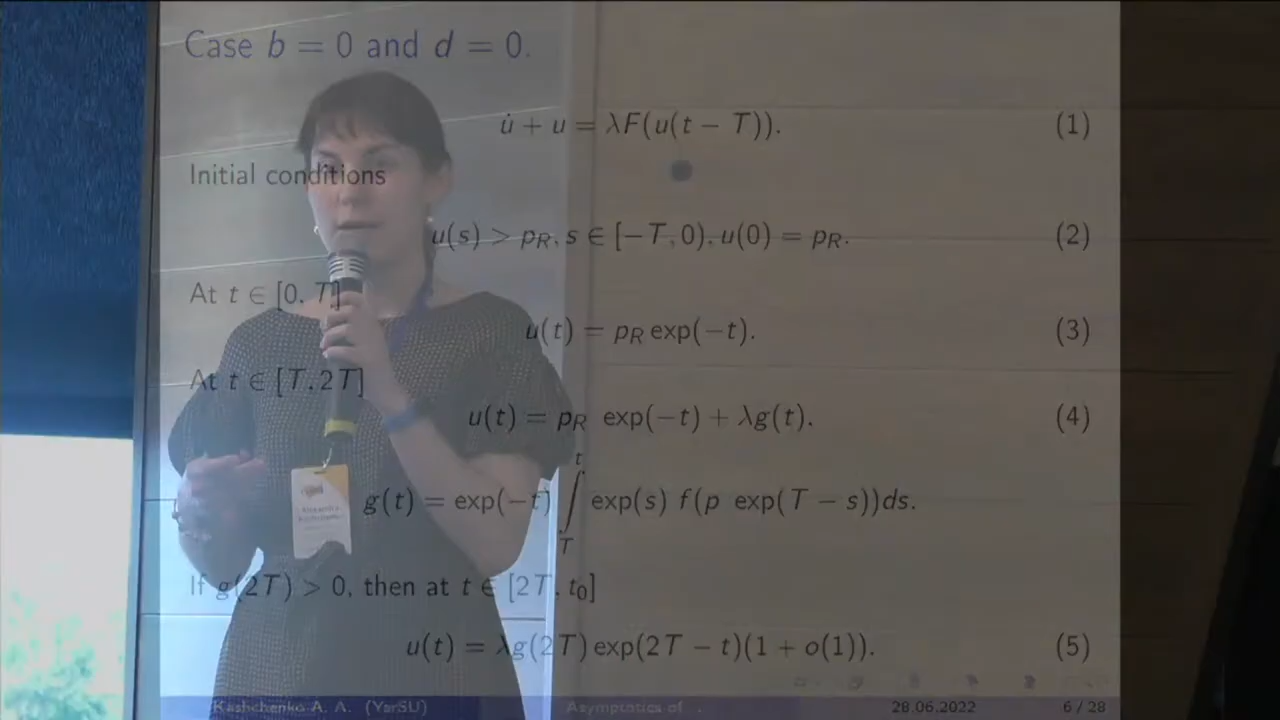 Case b = 0 and d = 0.
u̇ + u = λF(u(t − T)). (1)
Initial conditions
u(s) > p_R, s ∈ [−T, 0), u(0) = p_R. (2)
At t ∈ [0, T]
u(t) = p_R exp(−t). (3)
At t ∈ [T, 2T]
u(t) = p_R exp(−t) + λg(t). (4)
g(t) = exp(−t) ∫_T^t exp(s) f(p exp(T − s))ds.
If g(2T) > 0, then at t ∈ [2T, t₀]
u(t) = λg(2T) exp(2T − t)(1 + o(1)). (5)
Kashchenko A. A. (YarSU) Asymptotics of . 28.06.2022 6 / 28